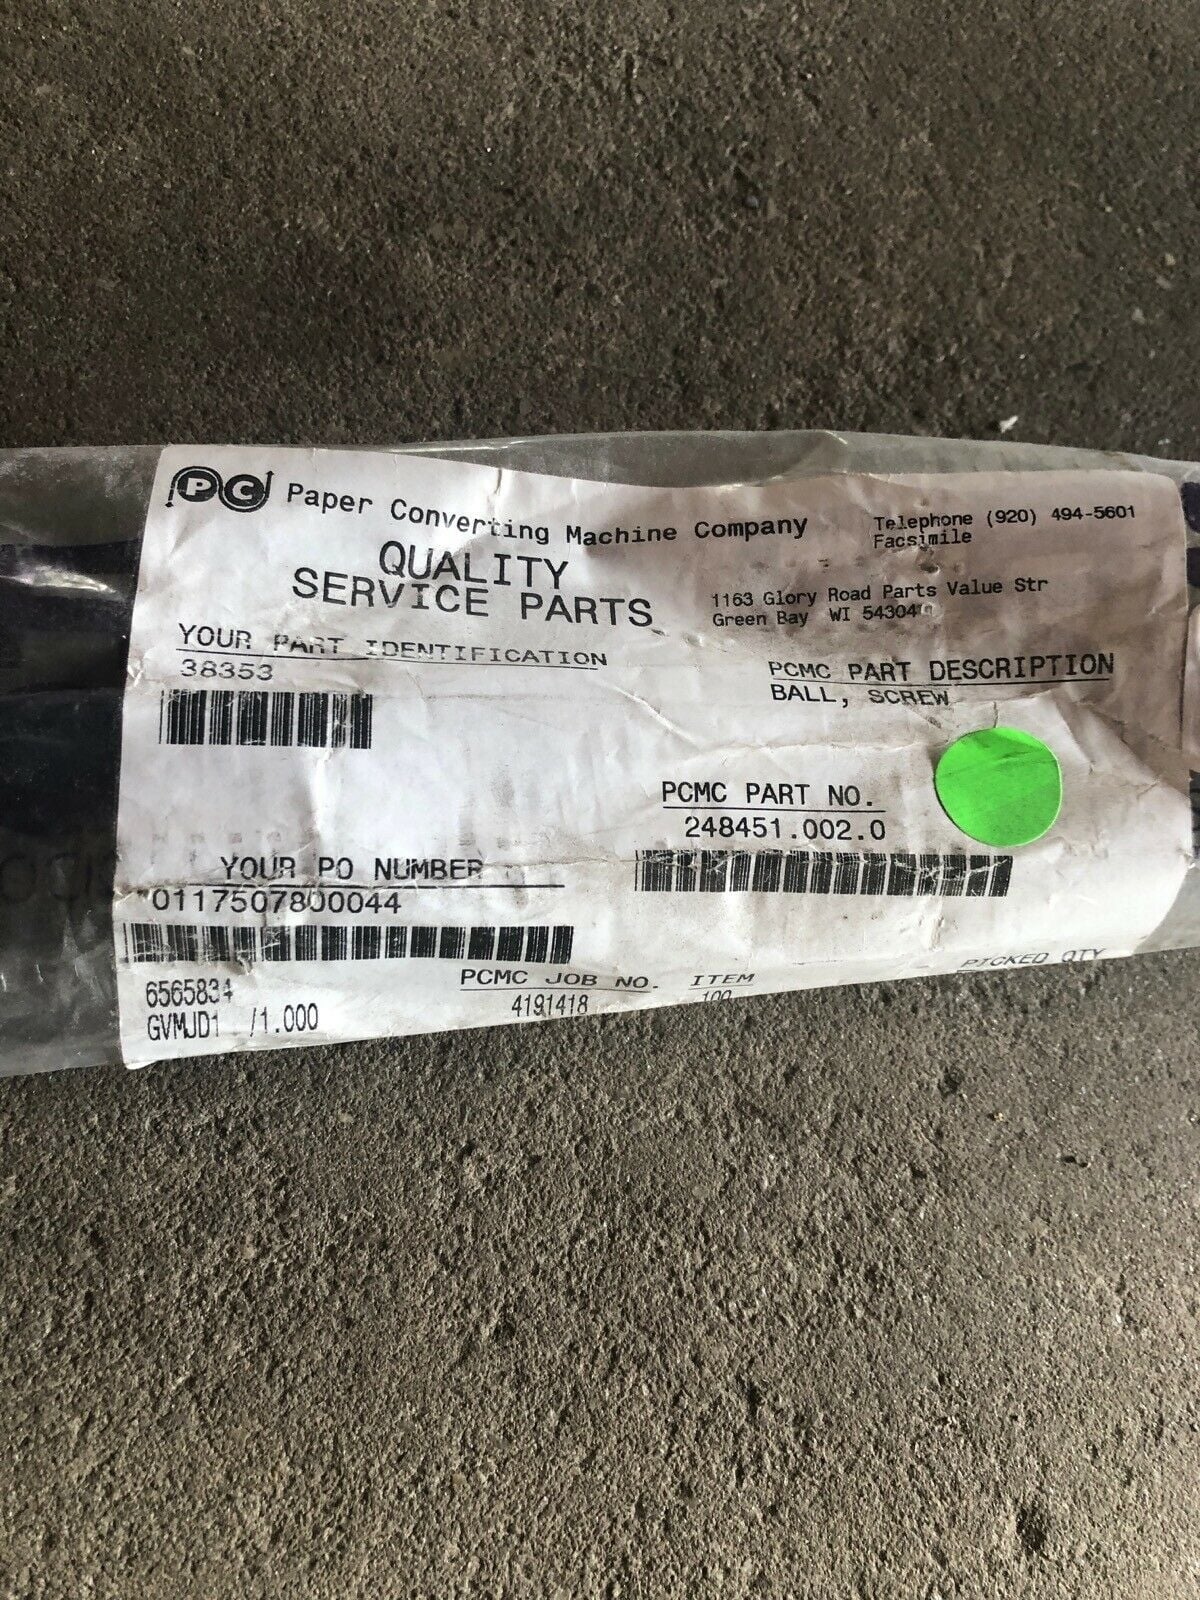 PC Paper Converting Machine Company
Telephone (920) 494-5601
Facsimile
QUALITY
SERVICE PARTS
1163 Glory Road Parts Value Str
Green Bay WI 54304
YOUR PART IDENTIFICATION
38353
PCMC PART DESCRIPTION
BALL, SCREW
PCMC PART NO.
248451.002.0
YOUR PO NUMBER
0117507800044
PCMC JOB NO. ITEM PICKED QTY
6565834
4191418 100
GVMJD1 /1.000